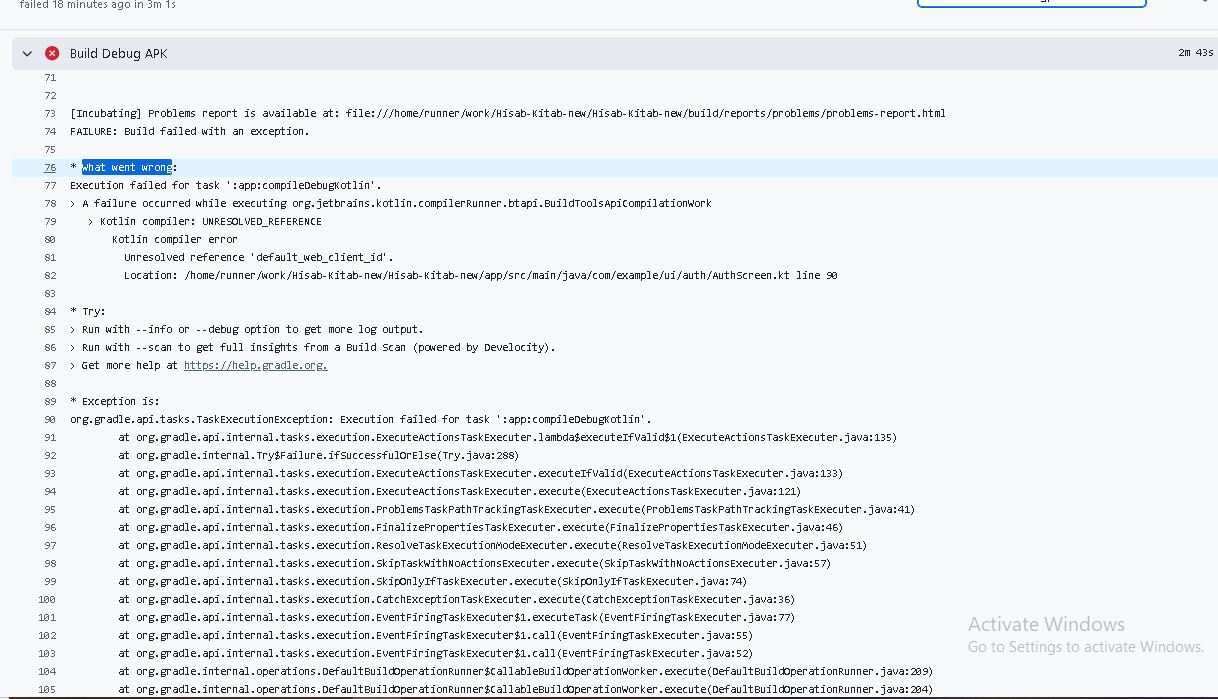 failed 18 minutes ago in 3m 1s
Build Debug APK
2m 43s
71
72
73 [Incubating] Problems report is available at: file:///home/runner/work/Hisab-Kitab-new/Hisab-Kitab-new/build/reports/problems/problems-report.html
74 FAILURE: Build failed with an exception.
75
76 * What went wrong:
77 Execution failed for task ':app:compileDebugKotlin'.
78 > A failure occurred while executing org.jetbrains.kotlin.compilerRunner.btapi.BuildToolsApiCompilationWork
79 > Kotlin compiler: UNRESOLVED_REFERENCE
80 Kotlin compiler error
81 Unresolved reference 'default_web_client_id'.
82 Location: /home/runner/work/Hisab-Kitab-new/Hisab-Kitab-new/app/src/main/java/com/example/ui/auth/AuthScreen.kt line 90
83
84 * Try:
85 > Run with --info or --debug option to get more log output.
86 > Run with --scan to get full insights from a Build Scan (powered by Develocity).
87 > Get more help at https://help.gradle.org.
88
89 * Exception is:
90 org.gradle.api.tasks.TaskExecutionException: Execution failed for task ':app:compileDebugKotlin'.
91 at org.gradle.api.internal.tasks.execution.ExecuteActionsTaskExecuter.lambda$executeIfValid$1(ExecuteActionsTaskExecuter.java:135)
92 at org.gradle.internal.Try$Failure.ifSuccessfulOrElse(Try.java:288)
93 at org.gradle.api.internal.tasks.execution.ExecuteActionsTaskExecuter.executeIfValid(ExecuteActionsTaskExecuter.java:133)
94 at org.gradle.api.internal.tasks.execution.ExecuteActionsTaskExecuter.execute(ExecuteActionsTaskExecuter.java:121)
95 at org.gradle.api.internal.tasks.execution.ProblemsTaskPathTrackingTaskExecuter.execute(ProblemsTaskPathTrackingTaskExecuter.java:41)
96 at org.gradle.api.internal.tasks.execution.FinalizePropertiesTaskExecuter.execute(FinalizePropertiesTaskExecuter.java:46)
97 at org.gradle.api.internal.tasks.execution.ResolveTaskExecutionModeExecuter.execute(ResolveTaskExecutionModeExecuter.java:51)
98 at org.gradle.api.internal.tasks.execution.SkipTaskWithNoActionsExecuter.execute(SkipTaskWithNoActionsExecuter.java:57)
99 at org.gradle.api.internal.tasks.execution.SkipOnlyIfTaskExecuter.execute(SkipOnlyIfTaskExecuter.java:74)
100 at org.gradle.api.internal.tasks.execution.CatchExceptionTaskExecuter.execute(CatchExceptionTaskExecuter.java:36)
101 at org.gradle.api.internal.tasks.execution.EventFiringTaskExecuter$1.executeTask(EventFiringTaskExecuter.java:77)
102 at org.gradle.api.internal.tasks.execution.EventFiringTaskExecuter$1.call(EventFiringTaskExecuter.java:55)
103 at org.gradle.api.internal.tasks.execution.EventFiringTaskExecuter$1.call(EventFiringTaskExecuter.java:52)
104 at org.gradle.internal.operations.DefaultBuildOperationRunner$CallableBuildOperationWorker.execute(DefaultBuildOperationRunner.java:209)
105 at org.gradle.internal.operations.DefaultBuildOperationRunner$CallableBuildOperationWorker.execute(DefaultBuildOperationRunner.java:204)
Activate Windows
Go to Settings to activate Windows.